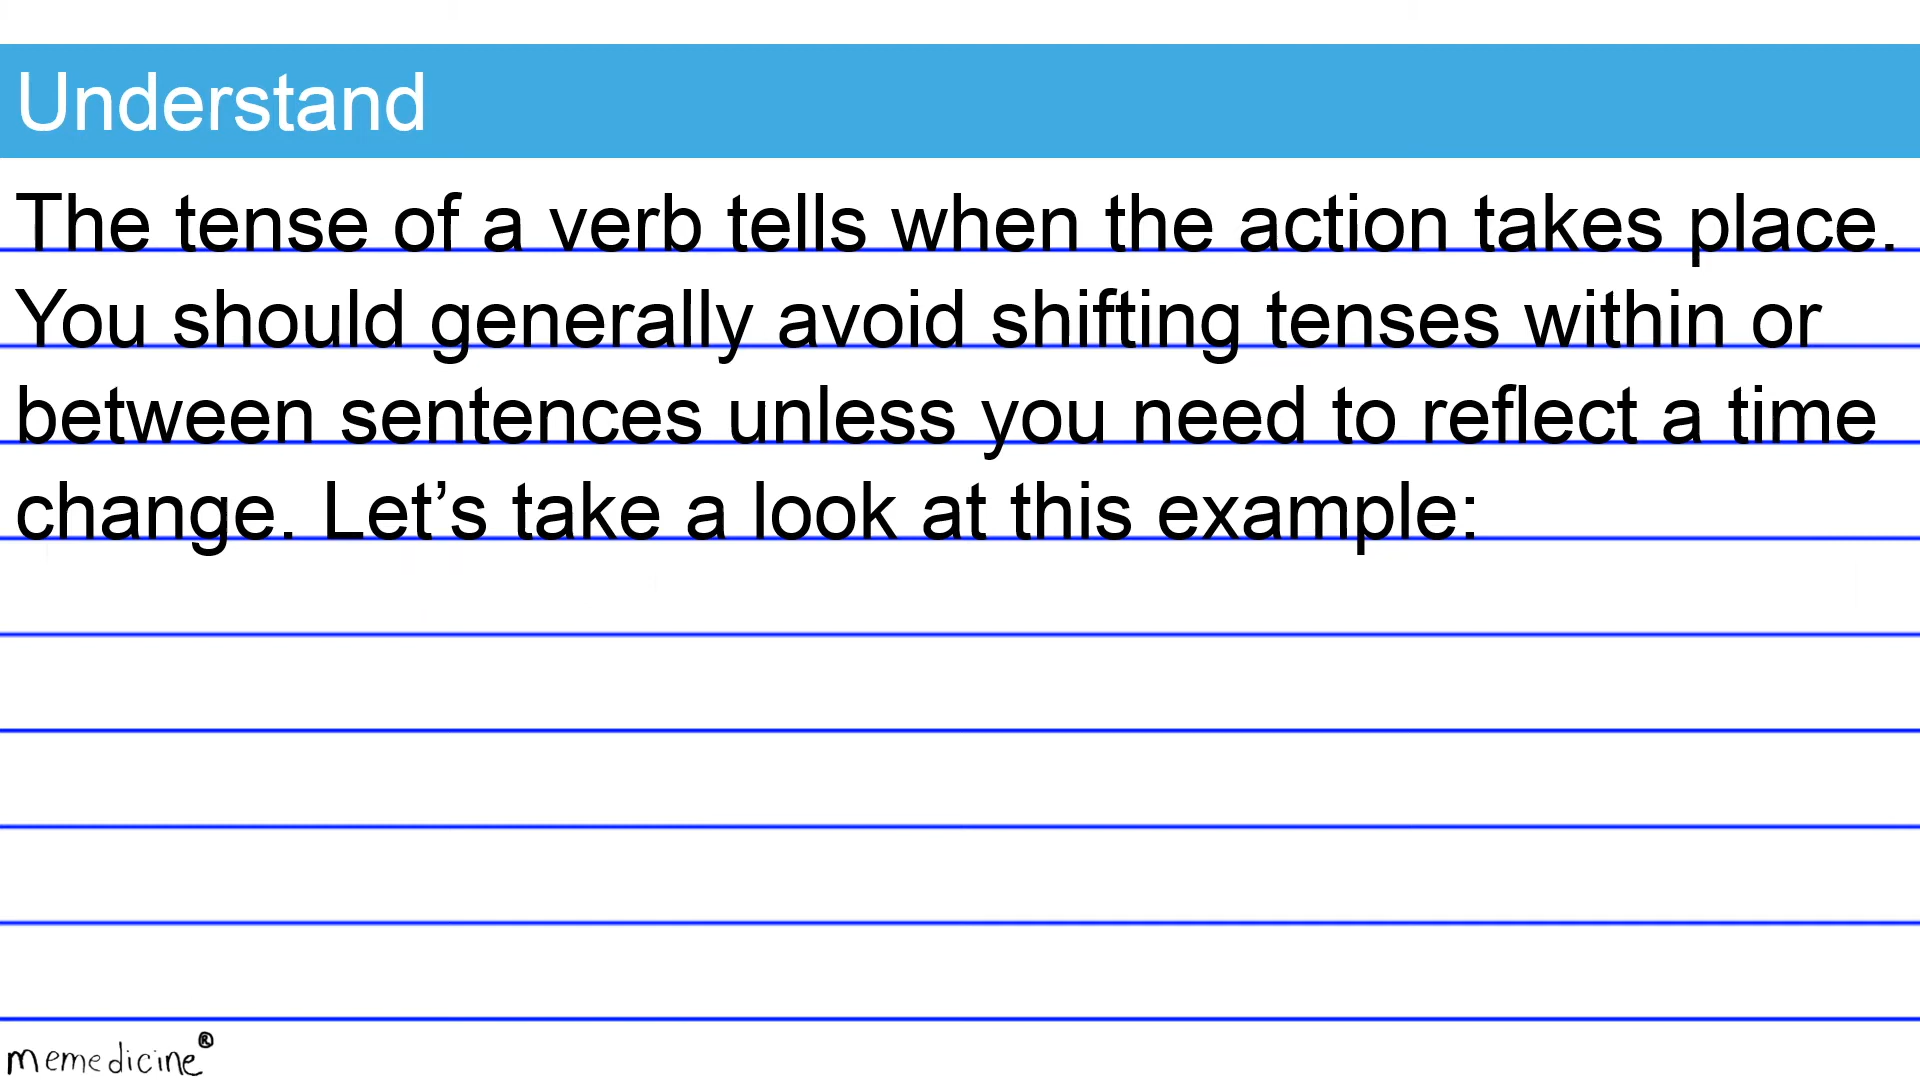 Understand
The tense of a verb tells when the action takes place.
You should generally avoid shifting tenses within or
between sentences unless you need to reflect a time
change. Let’s take a look at this example:
memedicine®